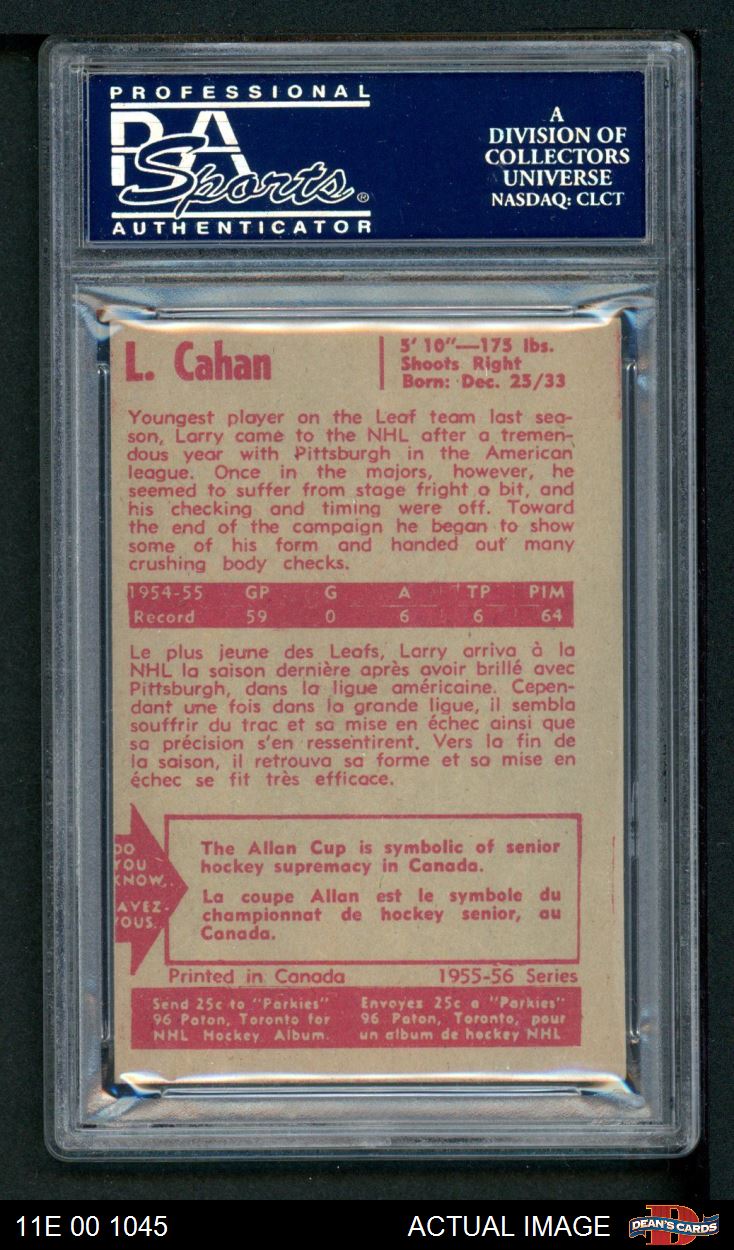 PROFESSIONAL
PSA
Sports®
AUTHENTICATOR
A
DIVISION OF
COLLECTORS
UNIVERSE
NASDAQ: CLCT
L. Cahan
5' 10"—175 lbs.
Shoots Right
Born: Dec. 25/33
Youngest player on the Leaf team last sea-
son, Larry came to the NHL after a tremen-
dous year with Pittsburgh in the American
league. Once in the majors, however, he
seemed to suffer from stage fright a bit, and
his checking and timing were off. Toward
the end of the campaign he began to show
some of his form and handed out many
crushing body checks.
1954-55 GP G A TP PIM
Record 59 0 6 6 64
Le plus jeune des Leafs, Larry arriva à la
NHL la saison dernière après avoir brillé avec
Pittsburgh, dans la ligue américaine. Cepen-
dant une fois dans la grande ligue, il sembla
souffrir du trac et sa mise en échec ainsi que
sa précision s'en ressentirent. Vers la fin de
la saison, il retrouva sa forme et sa mise en
échec se fit très efficace.
DO
YOU
KNOW..
AVEZ-
OUS..
The Allan Cup is symbolic of senior
hockey supremacy in Canada.
La coupe Allan est le symbole du
championnat de hockey senior, au
Canada.
Printed in Canada 1955-56 Series
Send 25c to "Parkies"
96 Paton, Toronto for
NHL Hockey Album.
Envoyez 25c a "Parkies"
96 Paton, Toronto, pour
un album de hockey NHL
11E 00 1045
ACTUAL IMAGE
D
DEAN'S CARDS